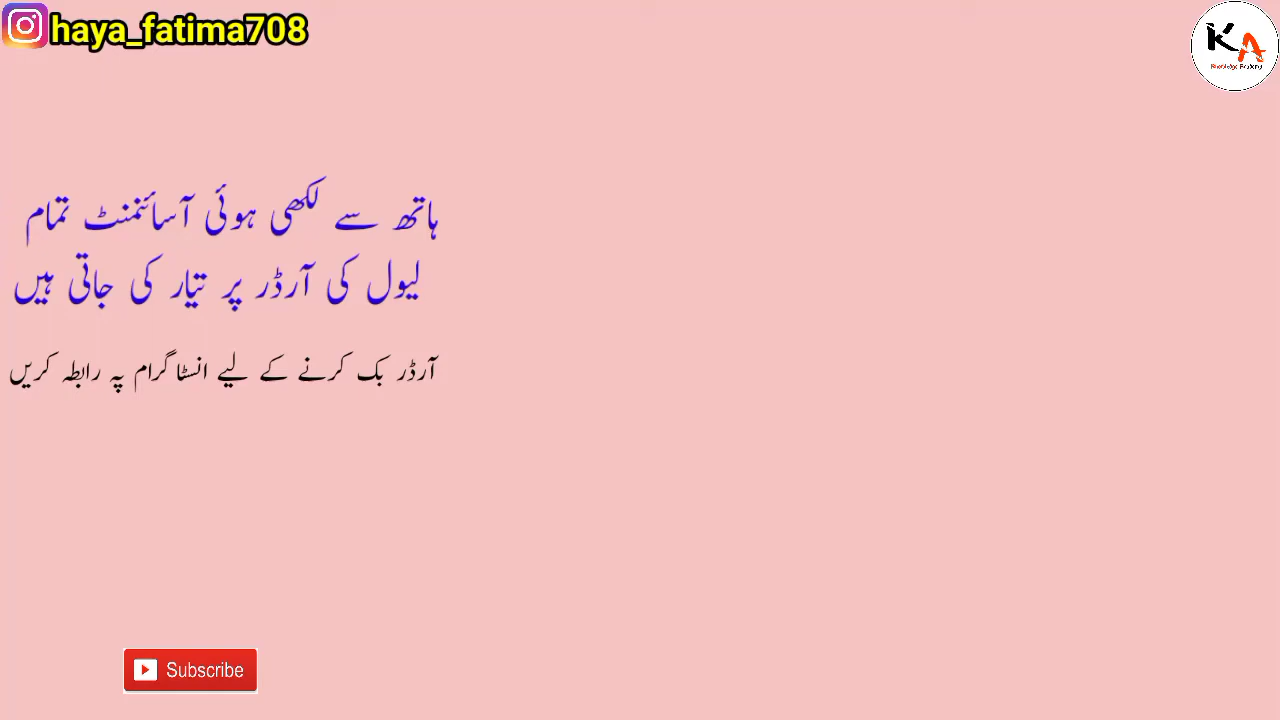 haya_fatima708
KA
ہاتھ سے لکھی ہوئی آسائنمنٹ تمام
لیول کی آرڈر پر تیار کی جاتی ہیں
آرڈر بک کرنے کے لیے انسٹاگرام پہ رابطہ کریں
Subscribe